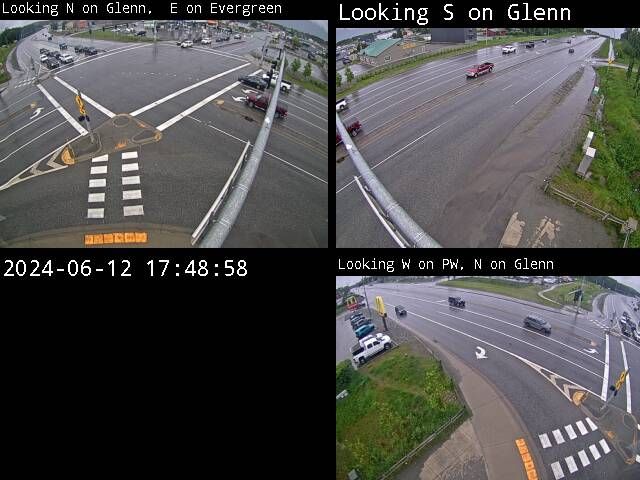 Looking N on Glenn,  E on Evergreen
Looking S on Glenn
2024-06-12 17:48:58
Looking W on PW, N on Glenn